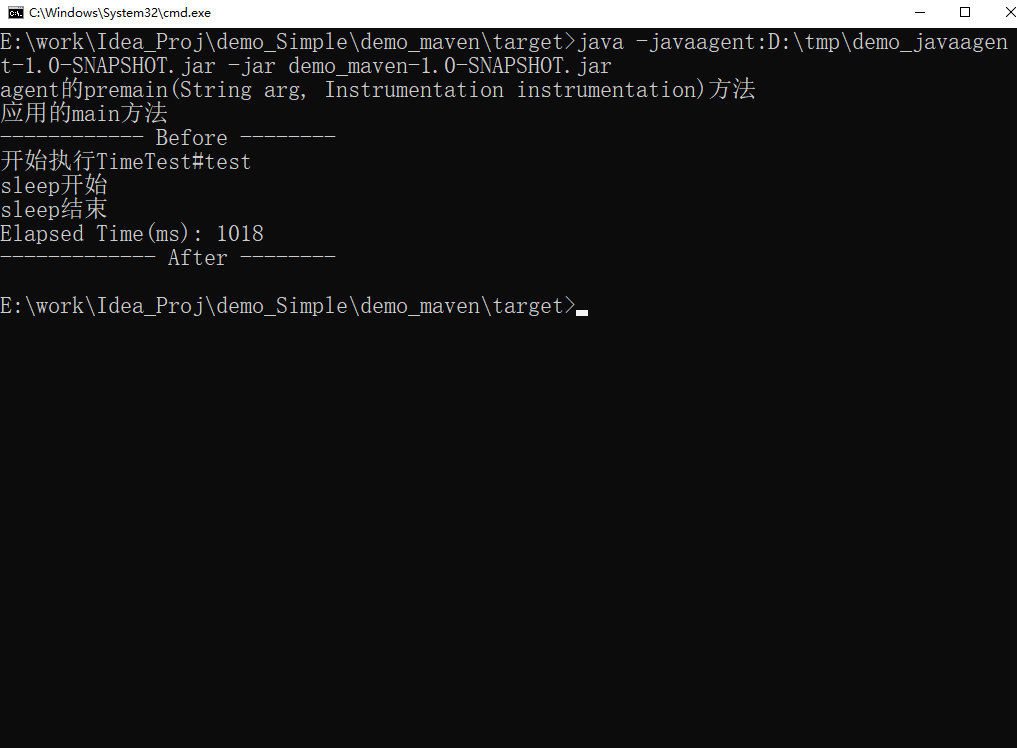 C:\Windows\System32\cmd.exe
E:\work\Idea_Proj\demo_Simple\demo_maven\target>java -javaagent:D:\tmp\demo_javaagen
t-1.0-SNAPSHOT.jar -jar demo_maven-1.0-SNAPSHOT.jar
agent的premain(String arg, Instrumentation instrumentation)方法
应用的main方法
------------ Before --------
开始执行TimeTest#test
sleep开始
sleep结束
Elapsed Time(ms): 1018
------------- After --------
E:\work\Idea_Proj\demo_Simple\demo_maven\target>